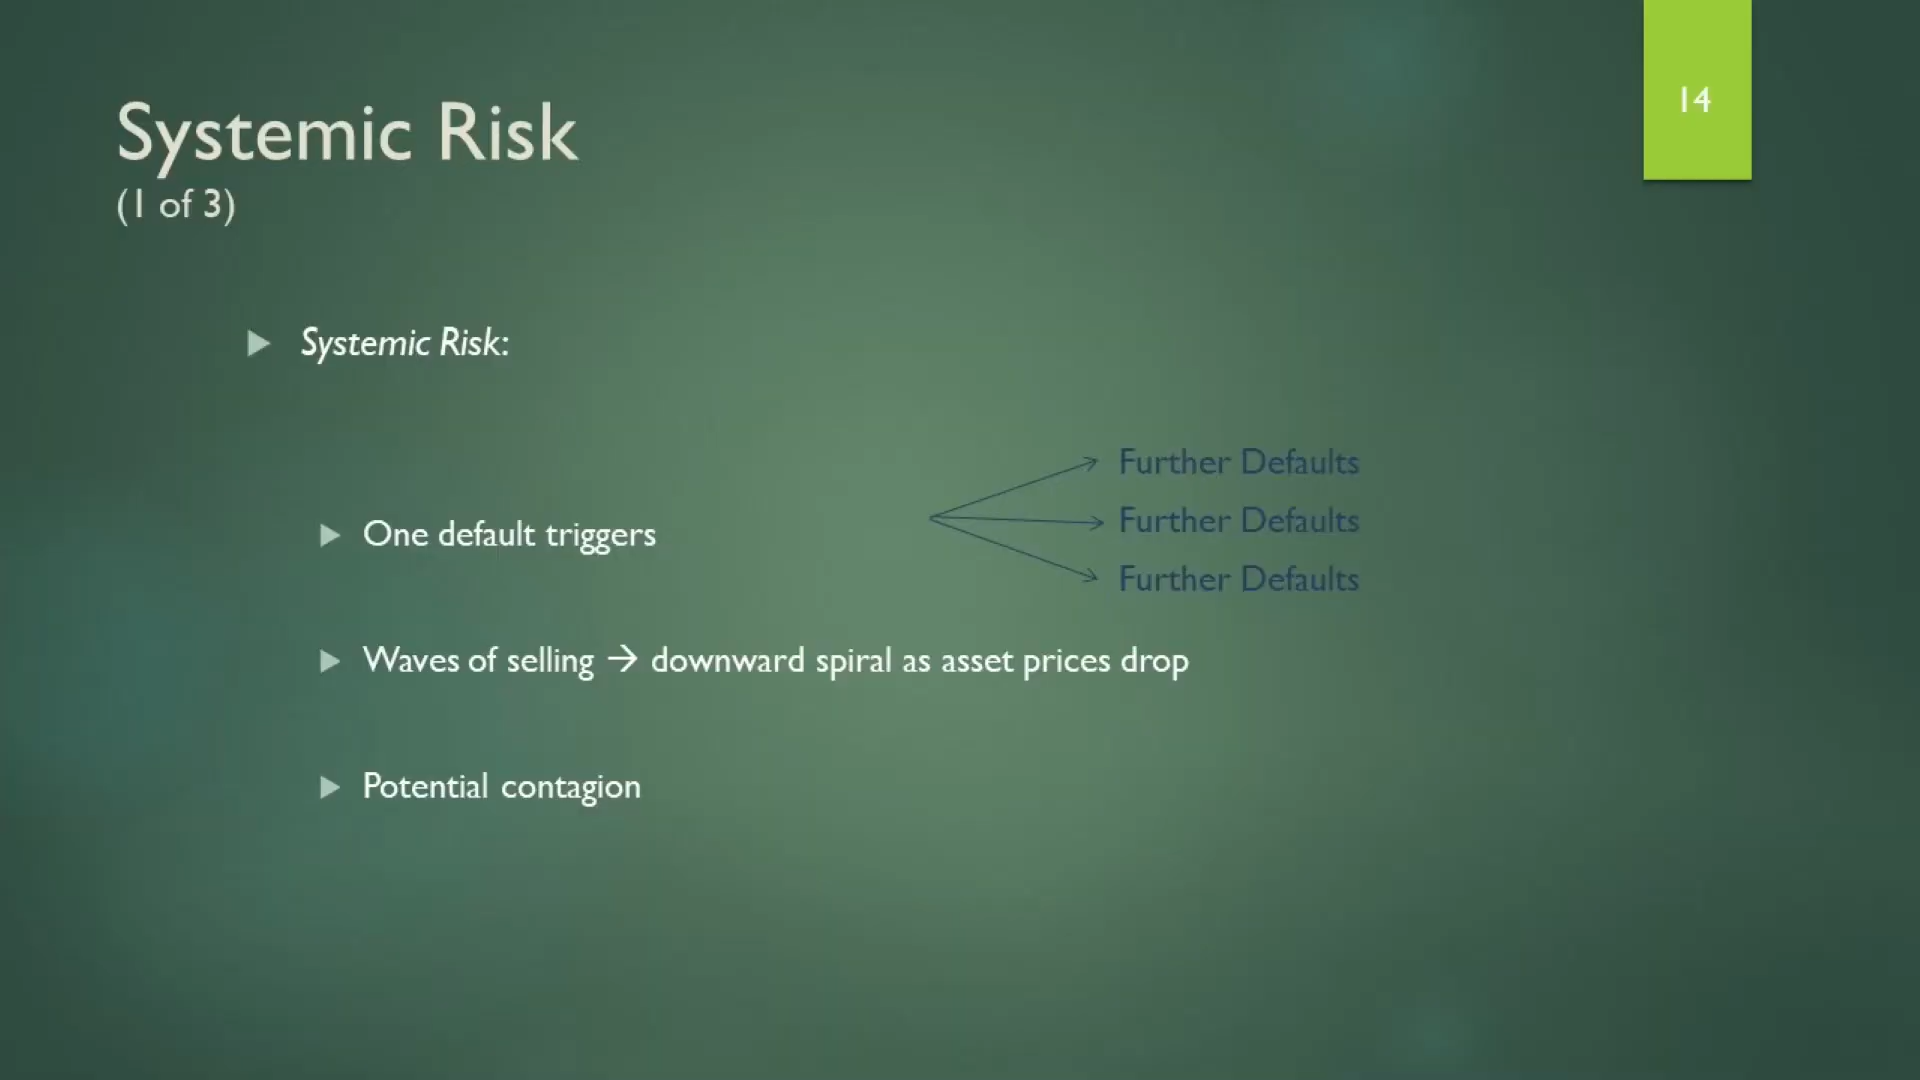 14
Systemic Risk
(1 of 3)
Systemic Risk:
One default triggers
Further Defaults
Further Defaults
Further Defaults
Waves of selling → downward spiral as asset prices drop
Potential contagion